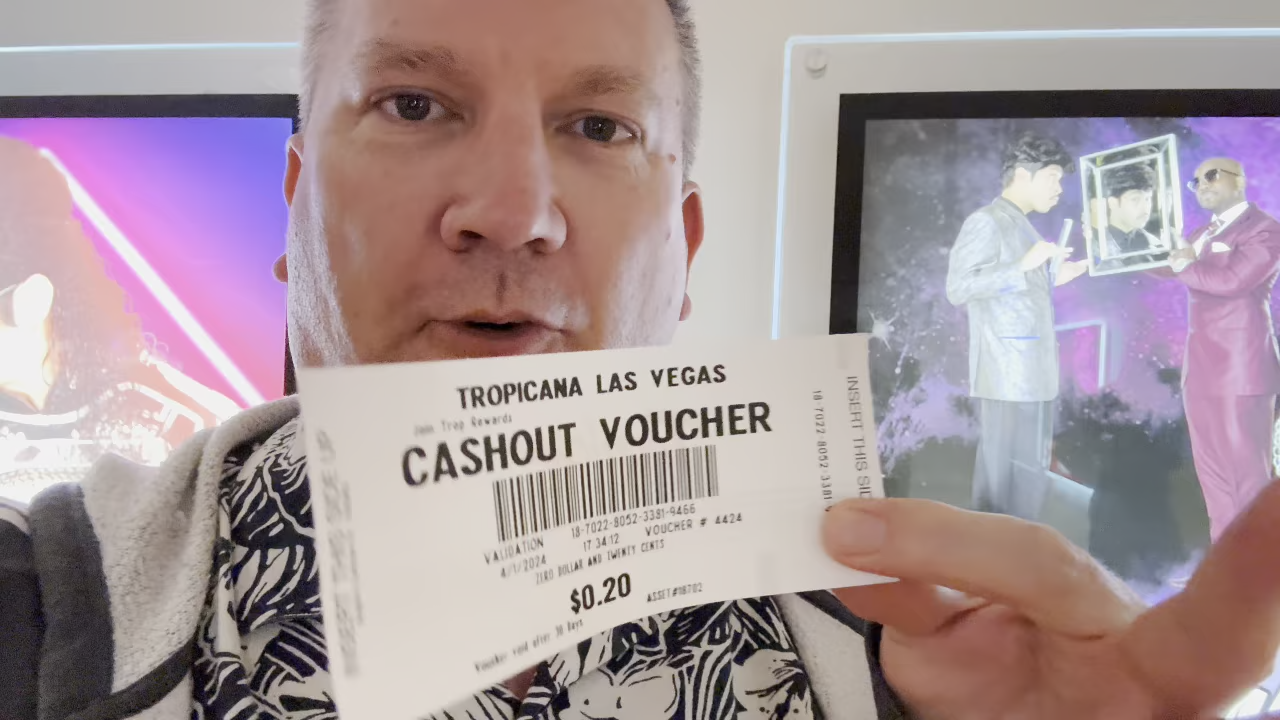 TROPICANA LAS VEGAS
Join Trop Rewards
CASHOUT VOUCHER
18-7022-8052-3381-9466
VALIDATION 17:34:12 VOUCHER # 4424
4/1/2024
ZERO DOLLAR AND TWENTY CENTS
$0.20 ASSET#18702
Voucher void after 30 Days
18-7022-8052-3381
INSERT THIS SID